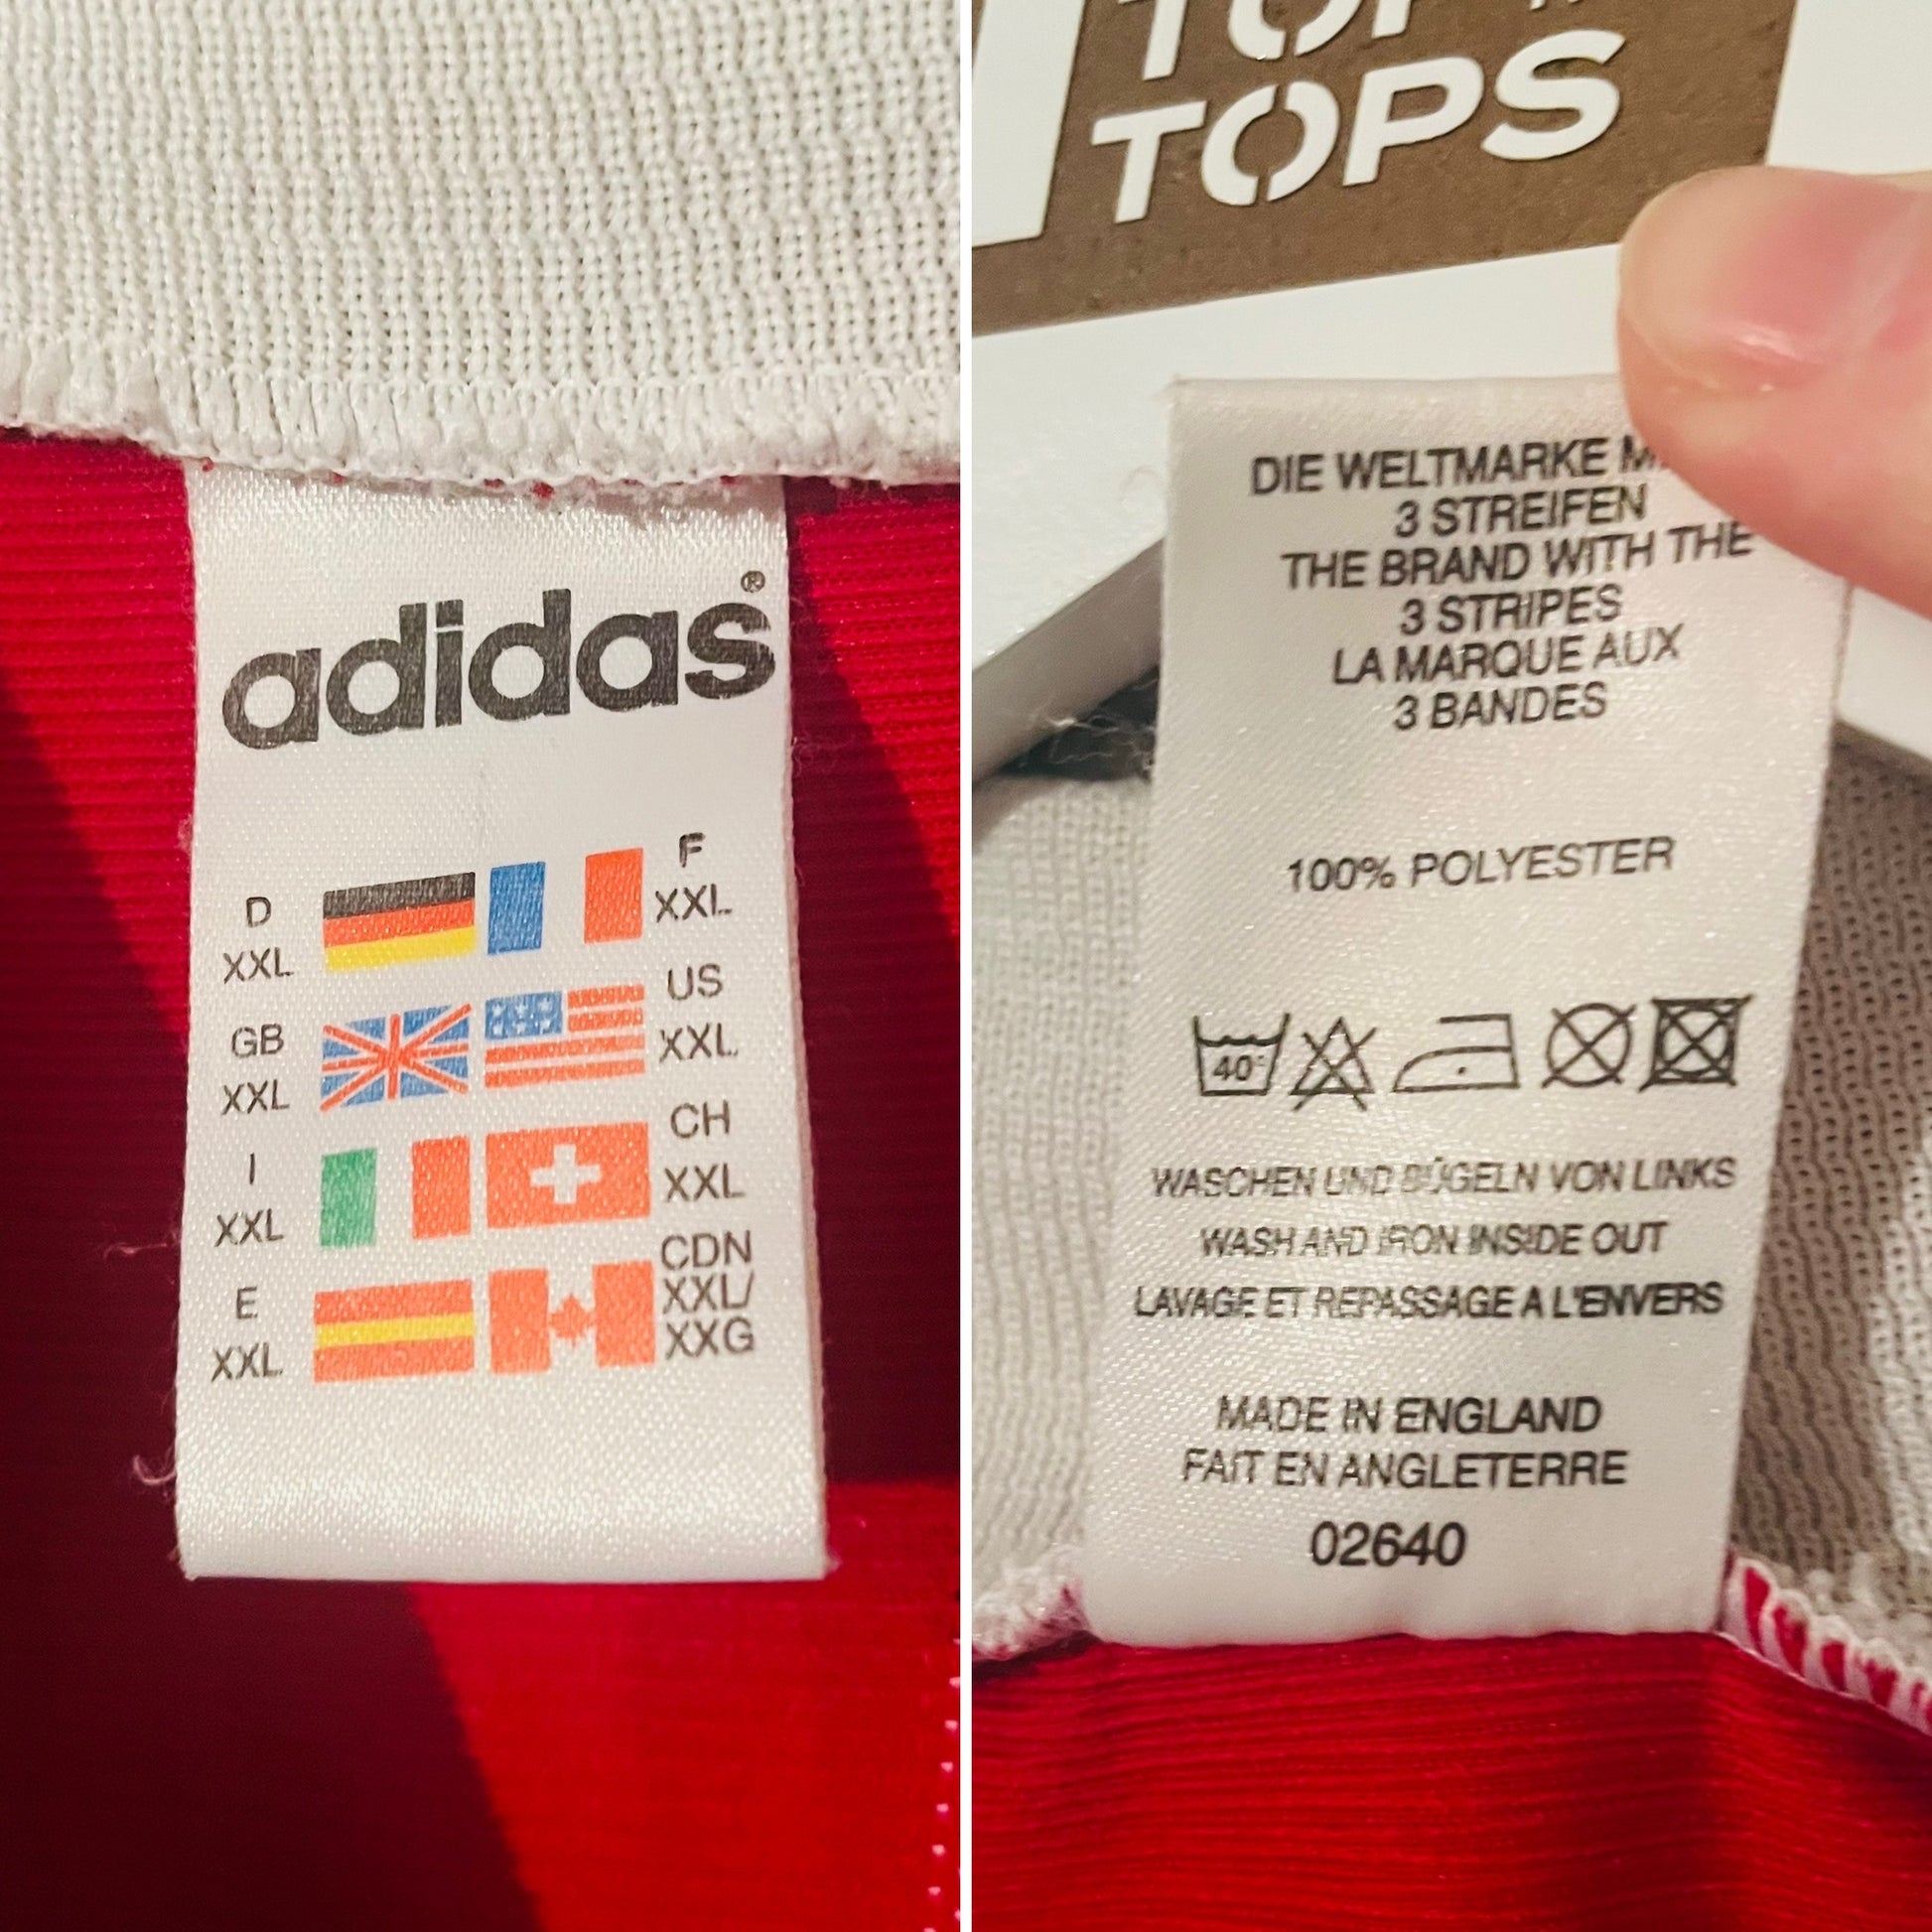 adidas®
D
XXL
F
XXL
GB
XXL
US
XXL
I
XXL
CH
XXL
E
XXL
CDN
XXL/
XXG
TOPS
DIE WELTMARKE
3 STREIFEN
THE BRAND WITH THE
3 STRIPES
LA MARQUE AUX
3 BANDES
100% POLYESTER
40°
WASCHEN UND BÜGELN VON LINKS
WASH AND IRON INSIDE OUT
LAVAGE ET REPASSAGE A L'ENVERS
MADE IN ENGLAND
FAIT EN ANGLETERRE
02640